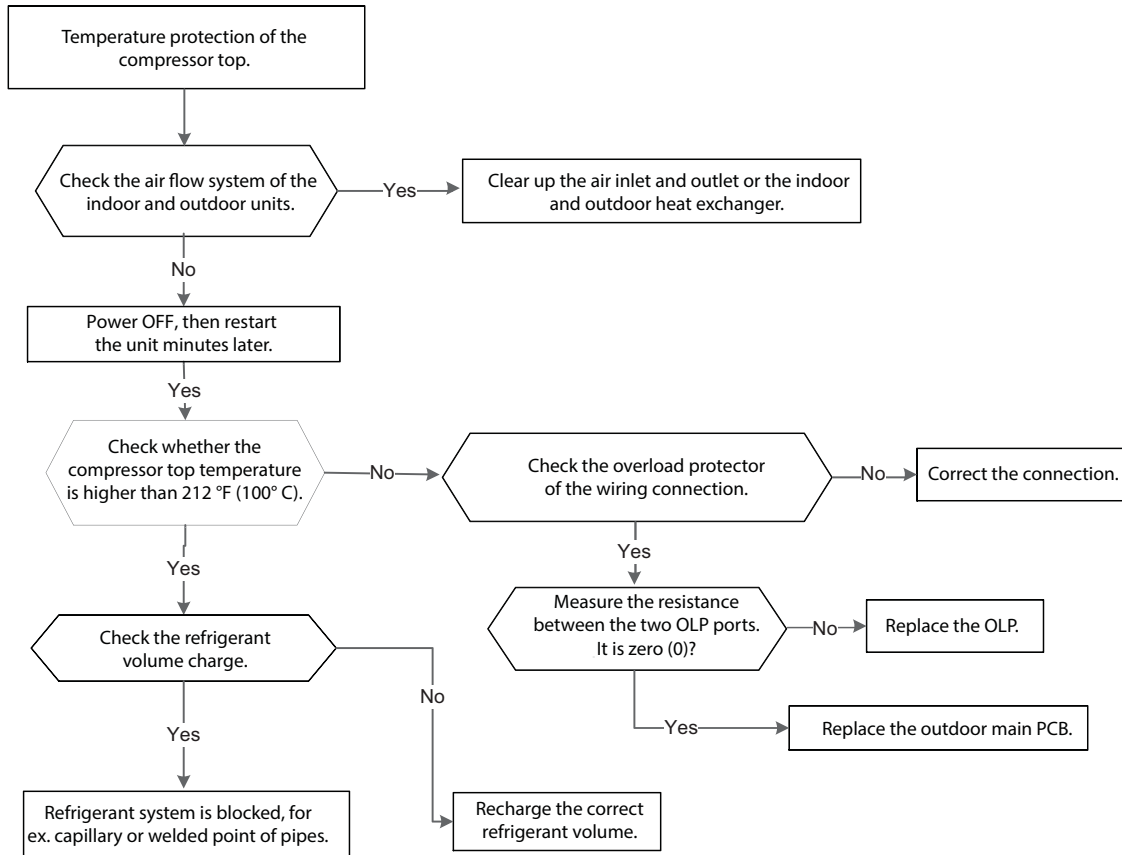 Temperature protection of the
compressor top.
Check the air flow system of the
indoor and outdoor units.
Yes
Clear up the air inlet and outlet or the indoor
and outdoor heat exchanger.
No
Power OFF, then restart
the unit minutes later.
Yes
Check whether the
compressor top temperature
is higher than 212 °F (100° C).
No
Check the overload protector
of the wiring connection.
No
Correct the connection.
Yes
Yes
Measure the resistance
between the two OLP ports.
It is zero (0)?
No
Replace the OLP.
Check the refrigerant
volume charge.
No
Yes
Replace the outdoor main PCB.
Yes
Refrigerant system is blocked, for
ex. capillary or welded point of pipes.
Recharge the correct
refrigerant volume.